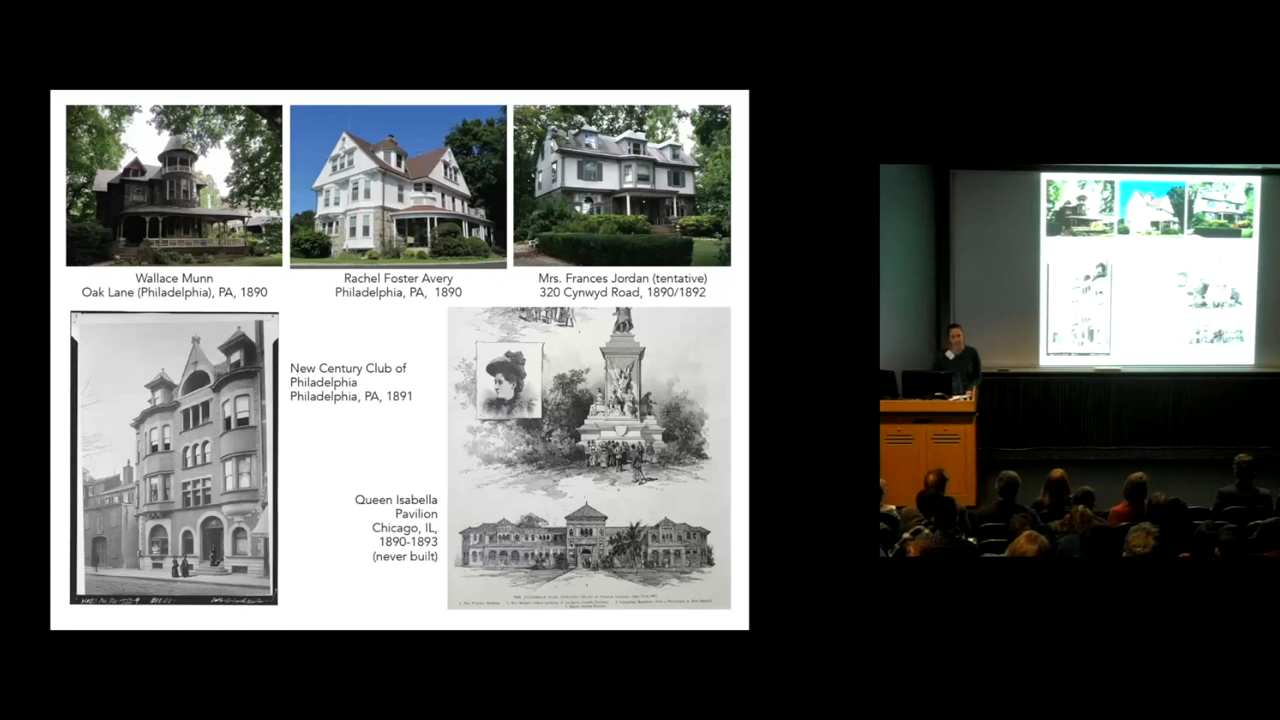 Wallace Munn
Oak Lane (Philadelphia), PA, 1890
Rachel Foster Avery
Philadelphia, PA, 1890
Mrs. Frances Jordan (tentative)
320 Cynwyd Road, 1890/1892
New Century Club of
Philadelphia
Philadelphia, PA, 1891
Queen Isabella
Pavilion
Chicago, IL,
1890-1893
(never built)